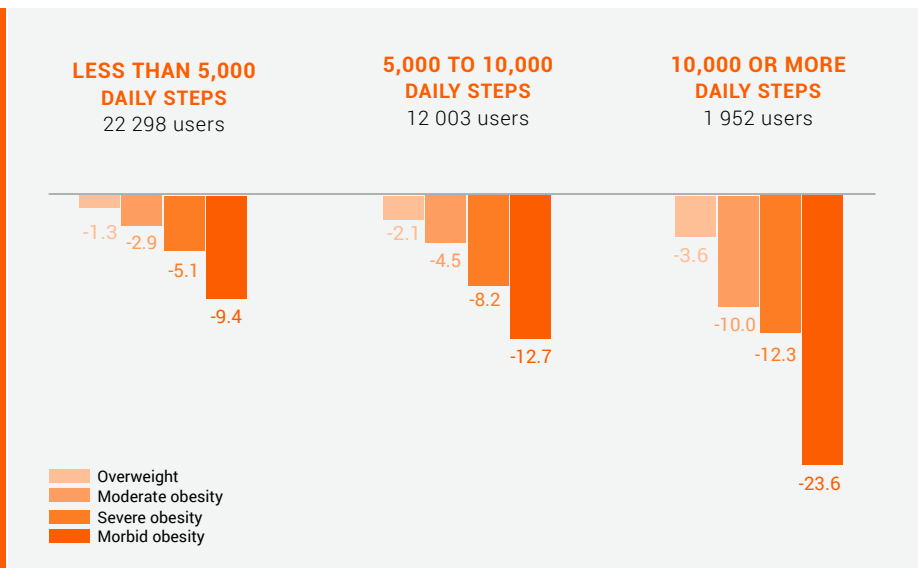 LESS THAN 5,000
DAILY STEPS
22 298 users
5,000 TO 10,000
DAILY STEPS
12 003 users
10,000 OR MORE
DAILY STEPS
1 952 users
-1.3
-2.9
-5.1
-9.4
-2.1
-4.5
-8.2
-12.7
-3.6
-10.0
-12.3
-23.6
Overweight
Moderate obesity
Severe obesity
Morbid obesity